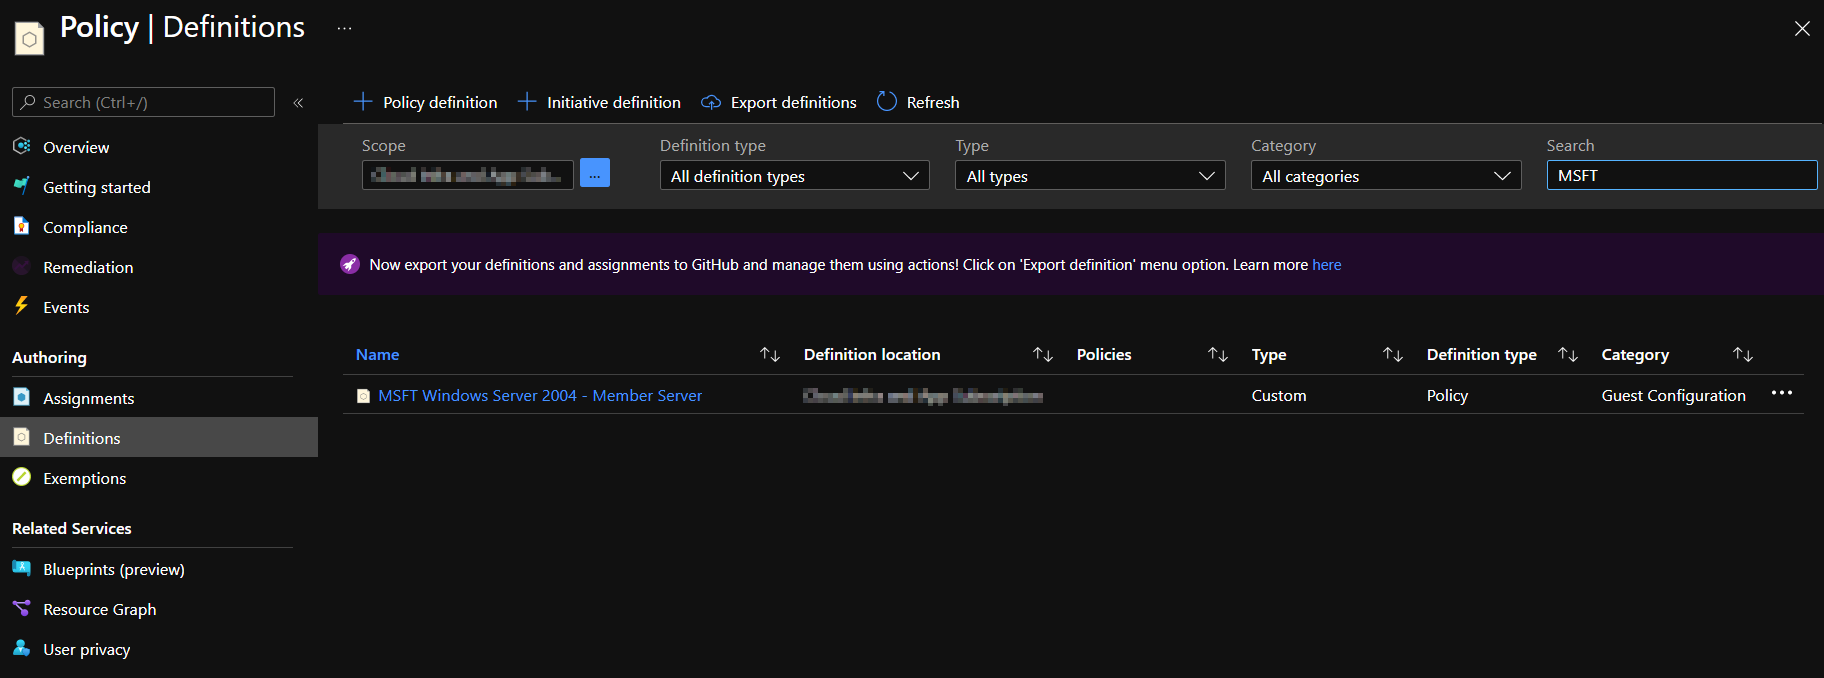 Policy | Definitions ...
Search (Ctrl+/) «
Overview
Getting started
Compliance
Remediation
Events
Authoring
Assignments
Definitions
Exemptions
Related Services
Blueprints (preview)
Resource Graph
User privacy
Policy definition Initiative definition Export definitions Refresh
Scope Definition type Type Category Search
... All definition types All types All categories MSFT
Now export your definitions and assignments to GitHub and manage them using actions! Click on 'Export definition' menu option. Learn more here
Name Definition location Policies Type Definition type Category
MSFT Windows Server 2004 - Member Server Custom Policy Guest Configuration ...